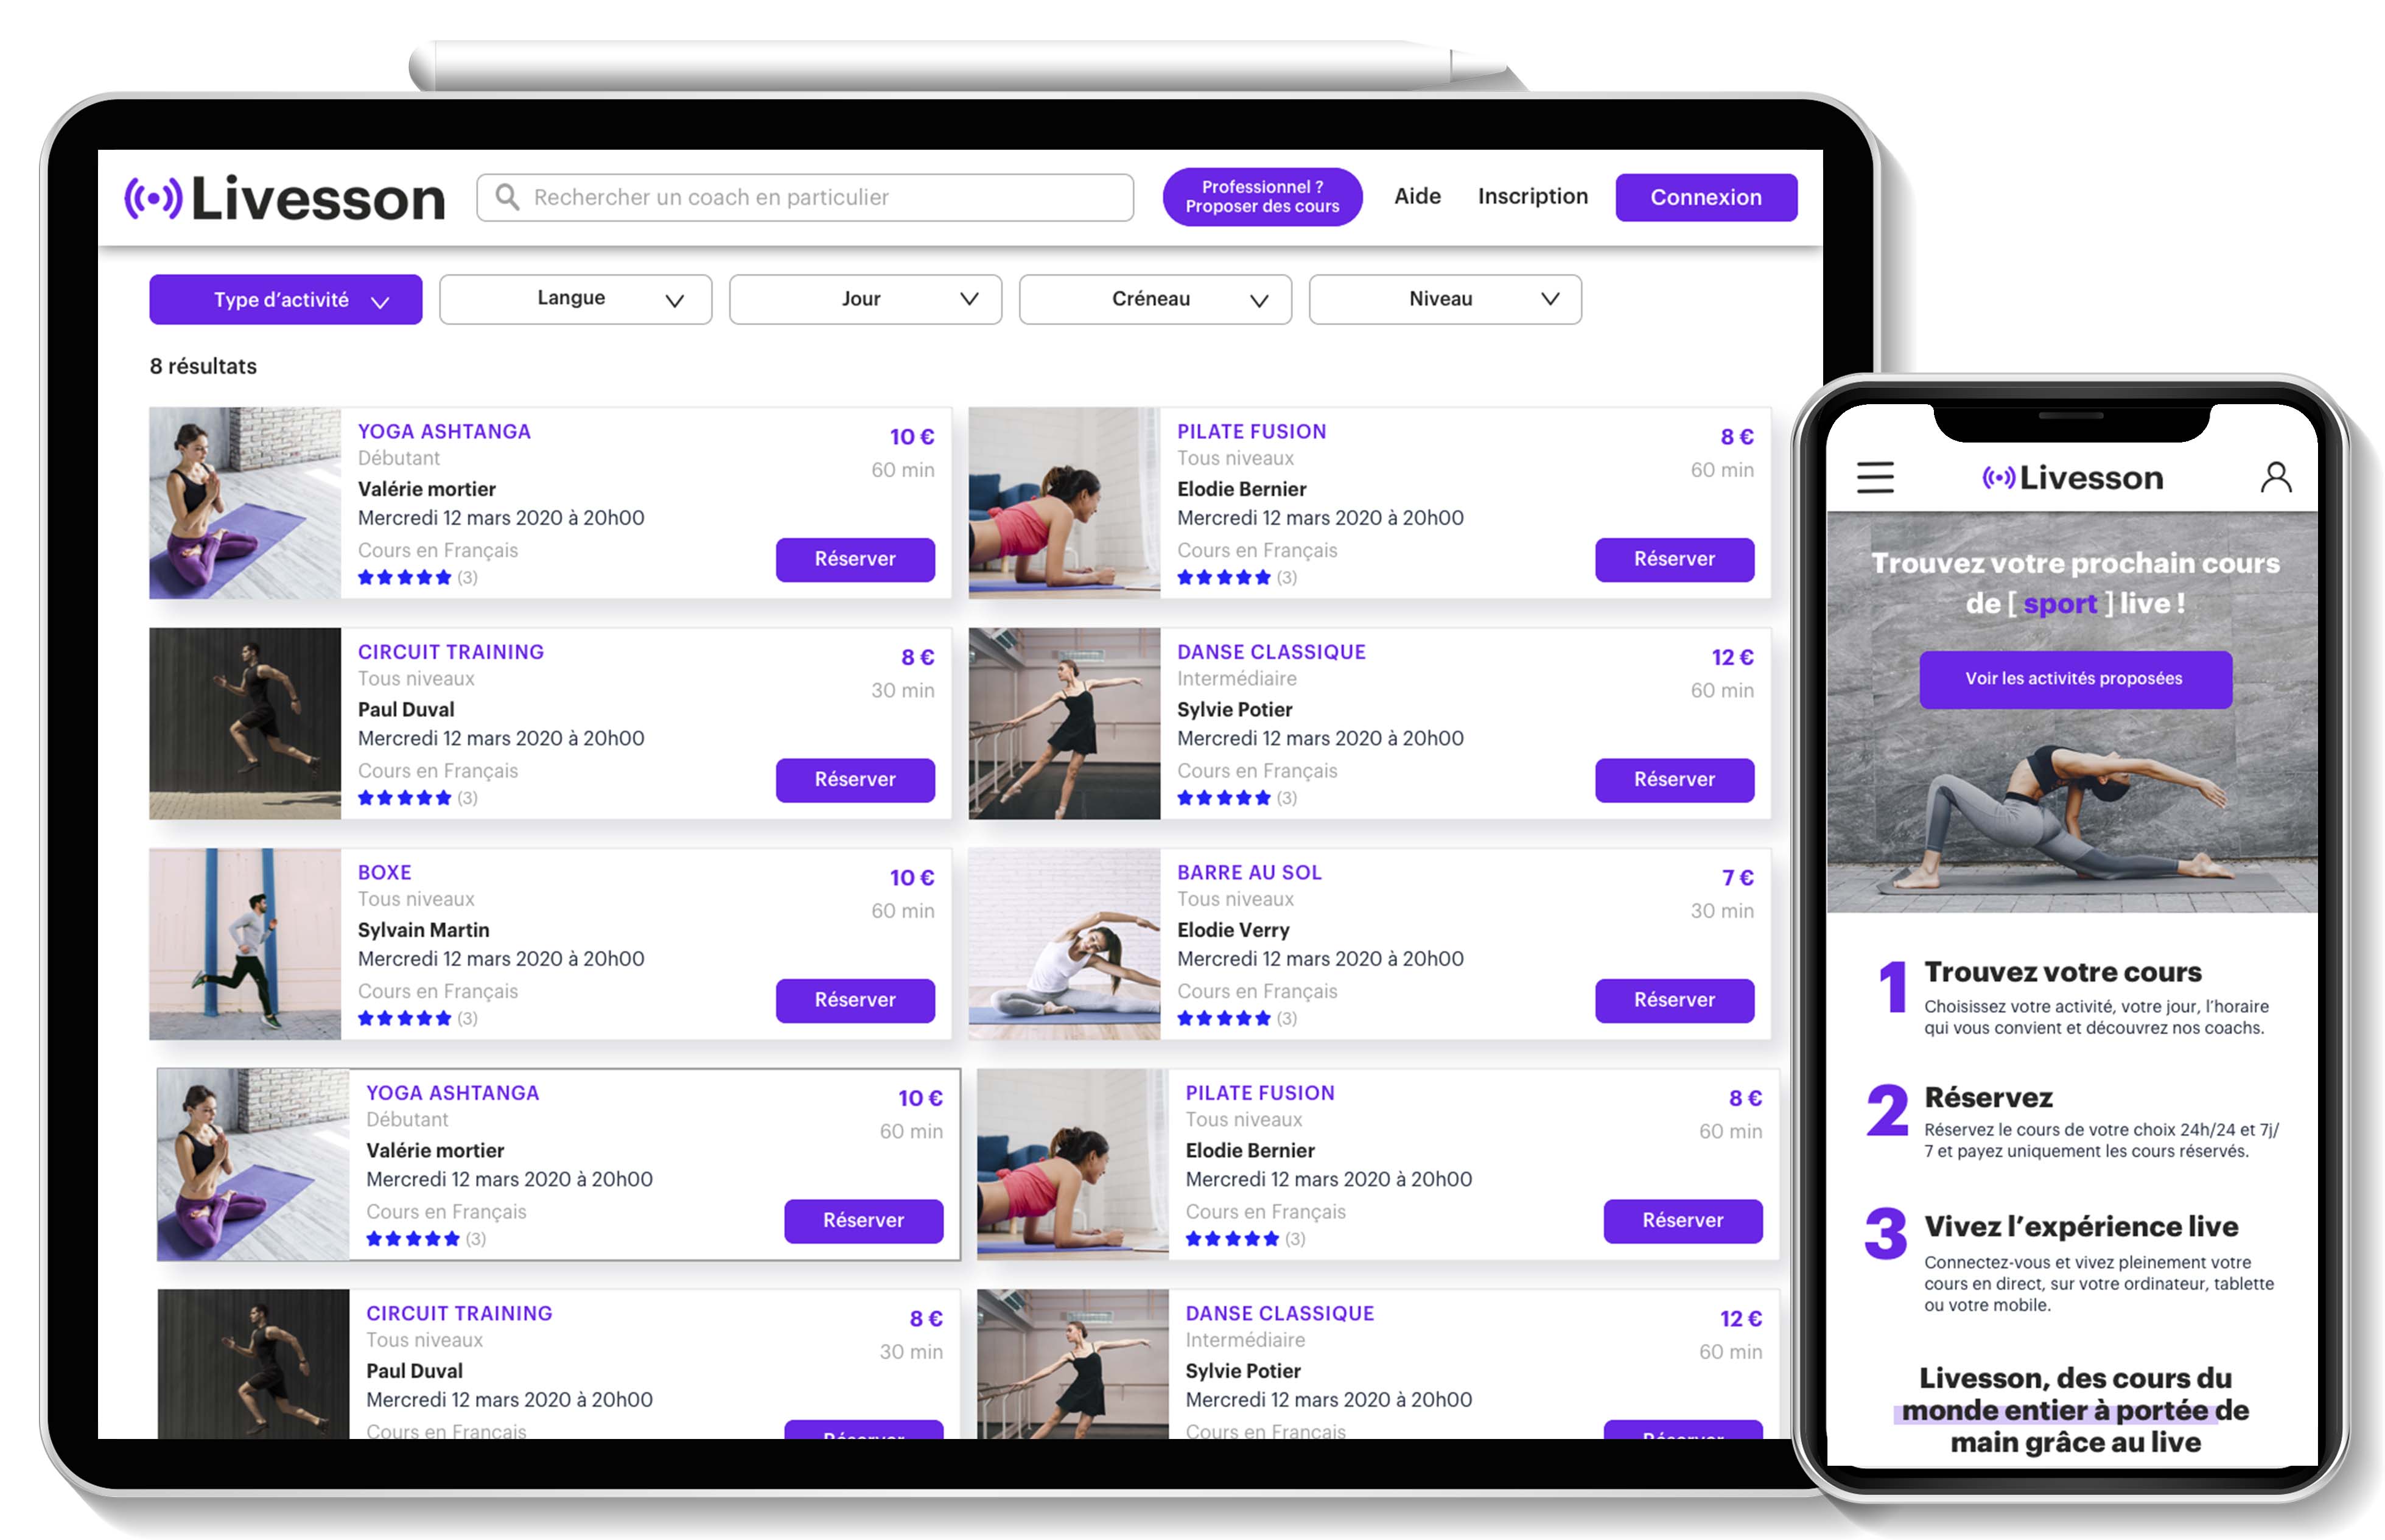 Livesson
Rechercher un coach en particulier
Professionnel ?
Proposer des cours
Aide
Inscription
Connexion
Type d’activité
Langue
Jour
Créneau
Niveau
8 résultats
YOGA ASHTANGA
10 €
Débutant
60 min
Valérie mortier
Mercredi 12 mars 2020 à 20h00
Cours en Français
(3)
Réserver
PILATE FUSION
8 €
Tous niveaux
60 min
Elodie Bernier
Mercredi 12 mars 2020 à 20h00
Cours en Français
(3)
Réserver
CIRCUIT TRAINING
8 €
Tous niveaux
30 min
Paul Duval
Mercredi 12 mars 2020 à 20h00
Cours en Français
(3)
Réserver
DANSE CLASSIQUE
12 €
Intermédiaire
60 min
Sylvie Potier
Mercredi 12 mars 2020 à 20h00
Cours en Français
(3)
Réserver
BOXE
10 €
Tous niveaux
60 min
Sylvain Martin
Mercredi 12 mars 2020 à 20h00
Cours en Français
(3)
Réserver
BARRE AU SOL
7 €
Tous niveaux
30 min
Elodie Verry
Mercredi 12 mars 2020 à 20h00
Cours en Français
(3)
Réserver
YOGA ASHTANGA
10 €
Débutant
60 min
Valérie mortier
Mercredi 12 mars 2020 à 20h00
Cours en Français
(3)
Réserver
PILATE FUSION
8 €
Tous niveaux
60 min
Elodie Bernier
Mercredi 12 mars 2020 à 20h00
Cours en Français
(3)
Réserver
CIRCUIT TRAINING
8 €
Tous niveaux
30 min
Paul Duval
Mercredi 12 mars 2020 à 20h00
Cours en Français
Réserver
DANSE CLASSIQUE
12 €
Intermédiaire
60 min
Sylvie Potier
Mercredi 12 mars 2020 à 20h00
Cours en Français
Réserver
Livesson
Trouvez votre prochain cours
de [ sport ] live !
Voir les activités proposées
1
Trouvez votre cours
Choisissez votre activité, votre jour, l’horaire
qui vous convient et découvrez nos coachs.
2
Réservez
Réservez le cours de votre choix 24h/24 et 7j/
7 et payez uniquement les cours réservés.
3
Vivez l’expérience live
Connectez-vous et vivez pleinement votre
cours en direct, sur votre ordinateur, tablette
ou votre mobile.
Livesson, des cours du
monde entier à portée de
main grâce au live